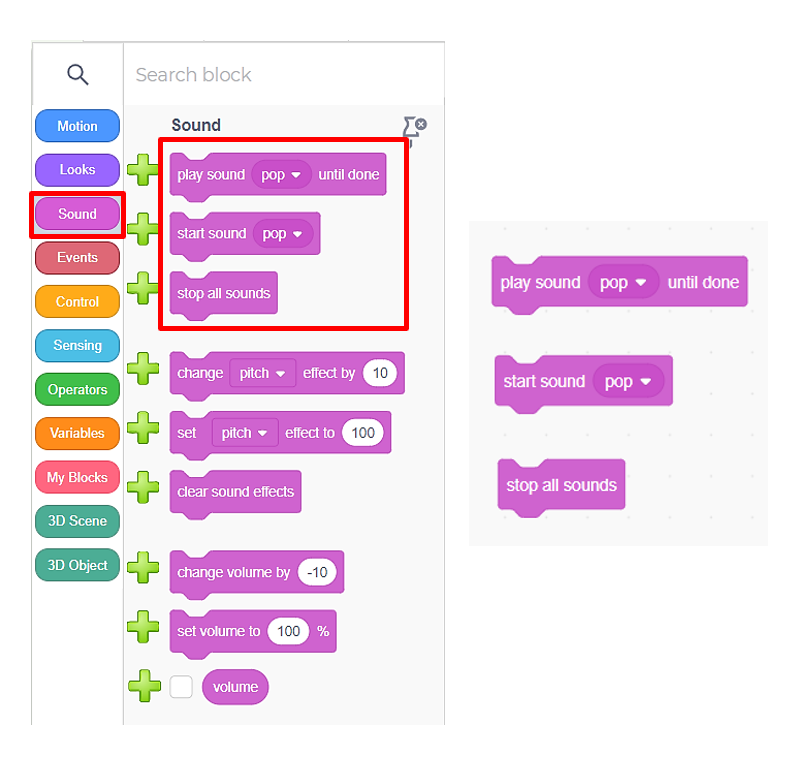 Search block
Motion
Looks
Sound
Events
Control
Sensing
Operators
Variables
My Blocks
3D Scene
3D Object
Sound
play sound pop until done
start sound pop
stop all sounds
change pitch effect by 10
set pitch effect to 100
clear sound effects
change volume by -10
set volume to 100 %
volume
play sound pop until done
start sound pop
stop all sounds